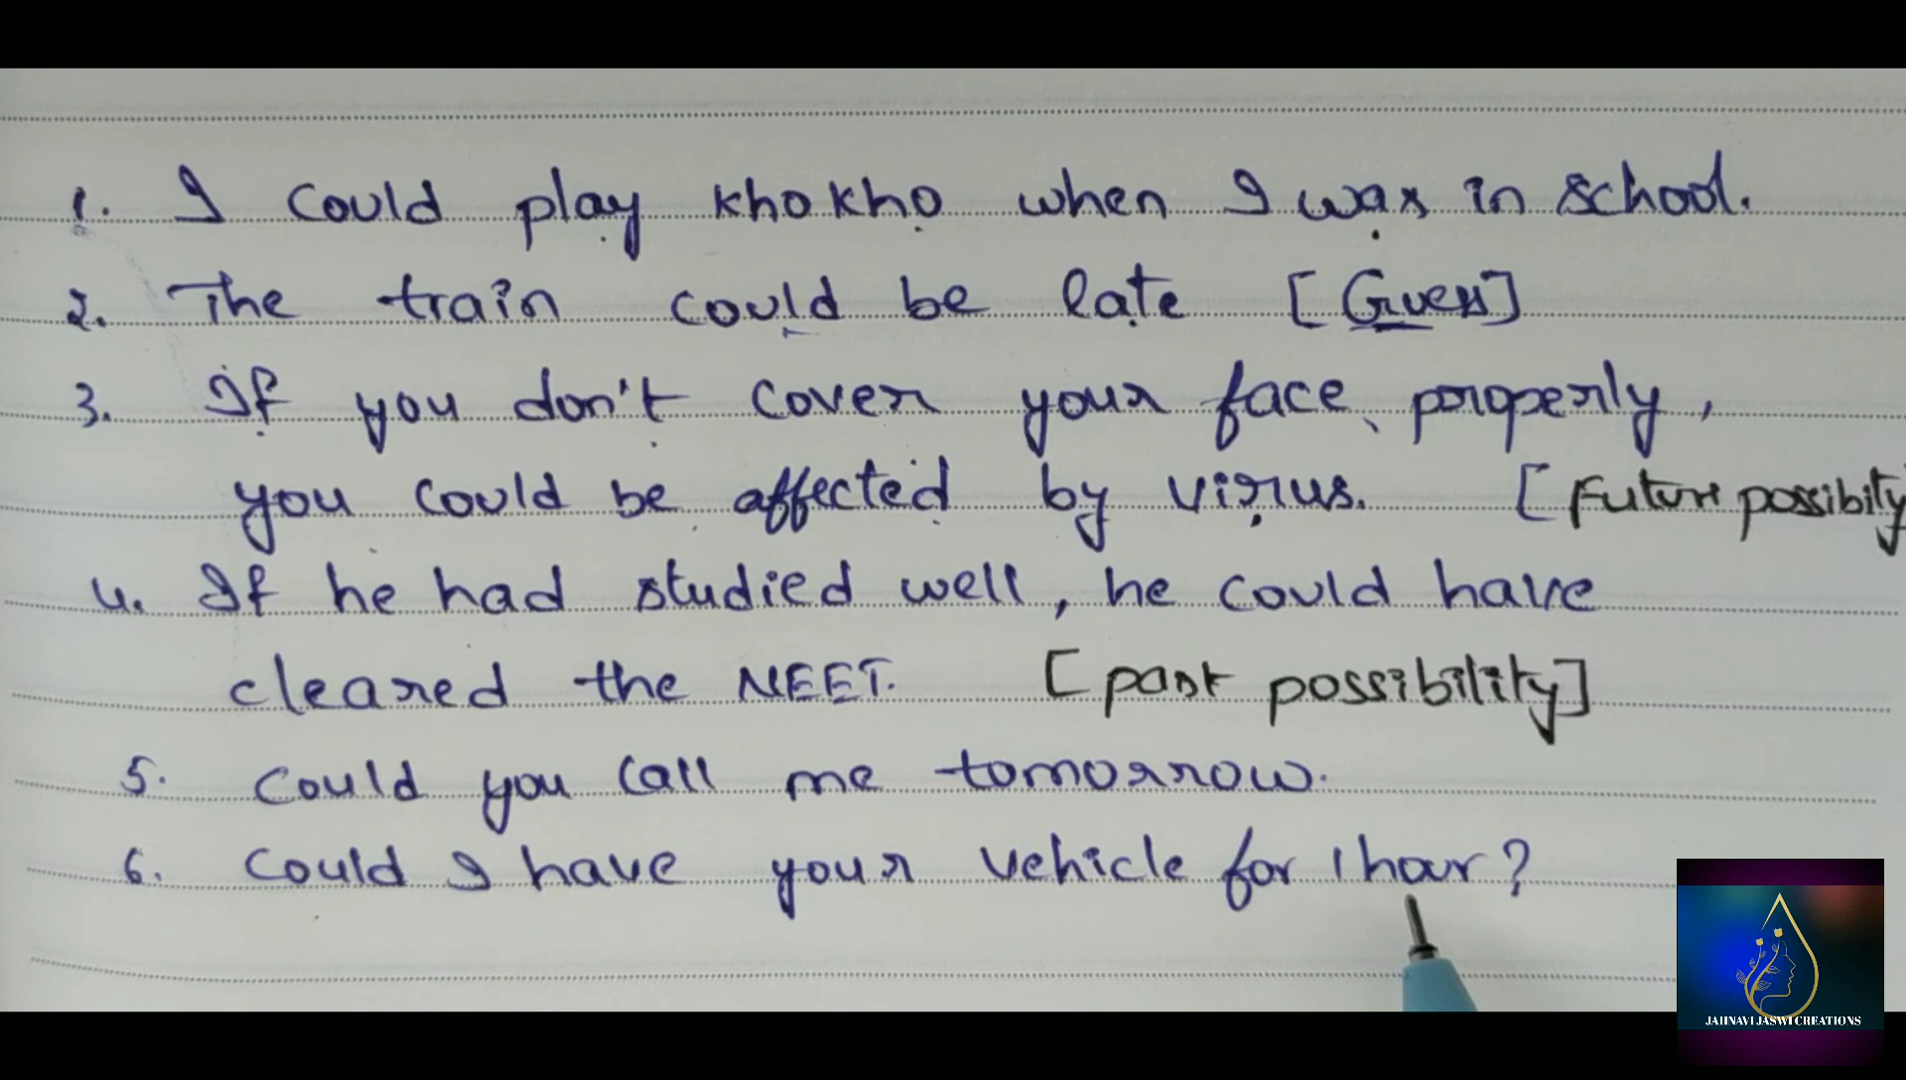 1. I could play khokho when I was in school.
2. The train could be late [Guess]
3. If you don't cover your face properly,
you could be affected by virus. [Future possibity
4. If he had studied well, he could have
cleared the NEET. [past possibility]
5. Could you call me tomorrow.
6. Could I have your vehicle for 1 hour?
JAHNAVI JASWI CREATIONS